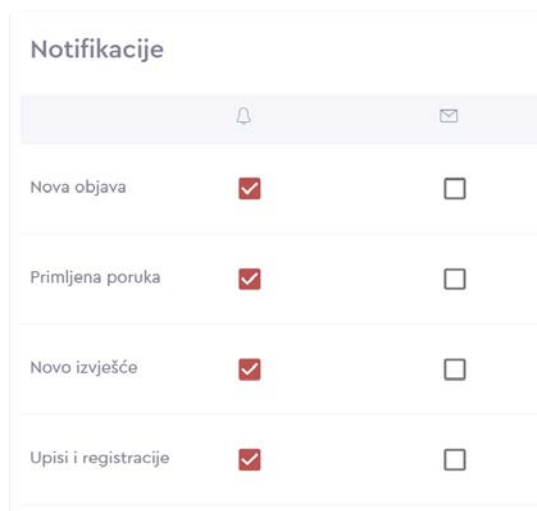 Notifikacije
Nova objava
Primljena poruka
Novo izvješće
Upisi i registracije